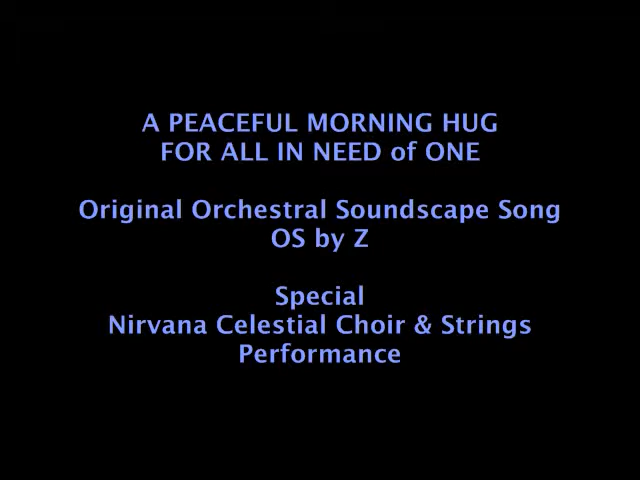 A PEACEFUL MORNING HUG
FOR ALL IN NEED of ONE
Original Orchestral Soundscape Song
OS by Z
Special
Nirvana Celestial Choir & Strings
Performance